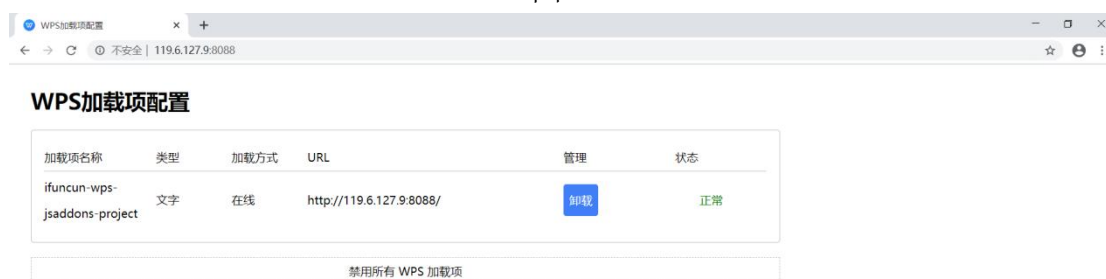 WPS加载项配置
不安全 | 119.6.127.9:8088
WPS加载项配置
加载项名称 类型 加载方式 URL 管理 状态
ifuncun-wps-
jsaddons-project 文字 在线 http://119.6.127.9:8088/ 卸载 正常
禁用所有 WPS 加载项